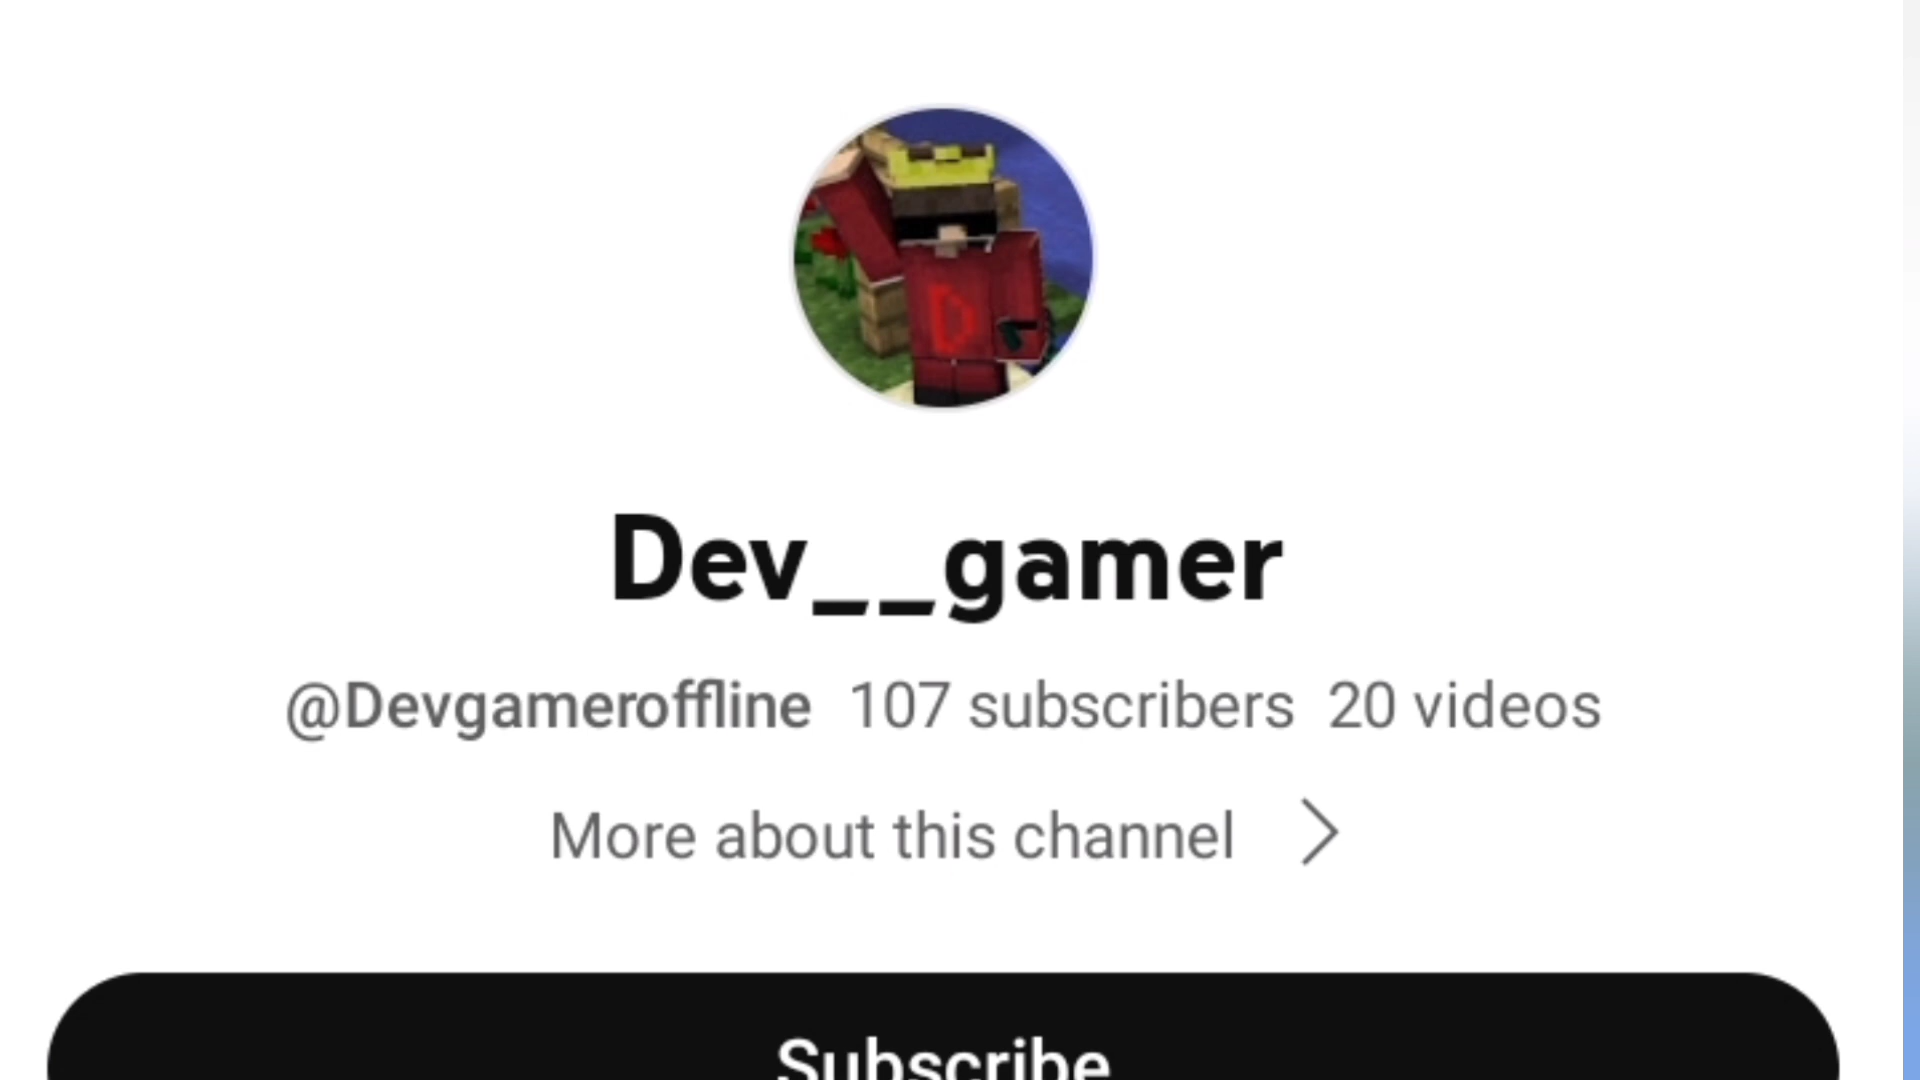 D
Dev__gamer
@Devgameroffline 107 subscribers 20 videos
More about this channel
Subscribe